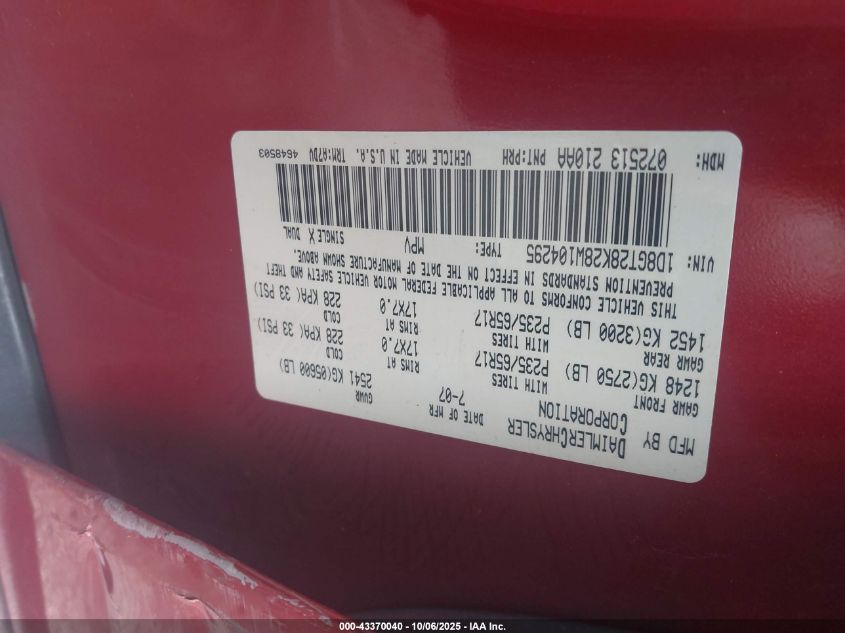 MFD BY DAIMLERCHRYSLER CORPORATION
DATE OF MFR 7-07
GVWR 2541 KG(05600 LB)
GAWR FRONT WITH TIRES RIMS AT COLD
1248 KG (2750 LB) P235/65R17 17X7.0 228 KPA( 33 PSI)
GAWR REAR WITH TIRES RIMS AT COLD
1452 KG(3200 LB) P235/65R17 17X7.0 228 KPA( 33 PSI)
THIS VEHICLE CONFORMS TO ALL APPLICABLE FEDERAL MOTOR VEHICLE SAFETY AND THEFT
PREVENTION STANDARDS IN EFFECT ON THE DATE OF MANUFACTURE SHOWN ABOVE.
VIN: 1D8GT28K28W104295 TYPE: MPV SINGLE X DUAL
MDH: 072513 210AA PNT:PRH VEHICLE MADE IN U.S.A. TRM:A7DV 4648503
000-43370040 - 10/06/2025 - IAA Inc.